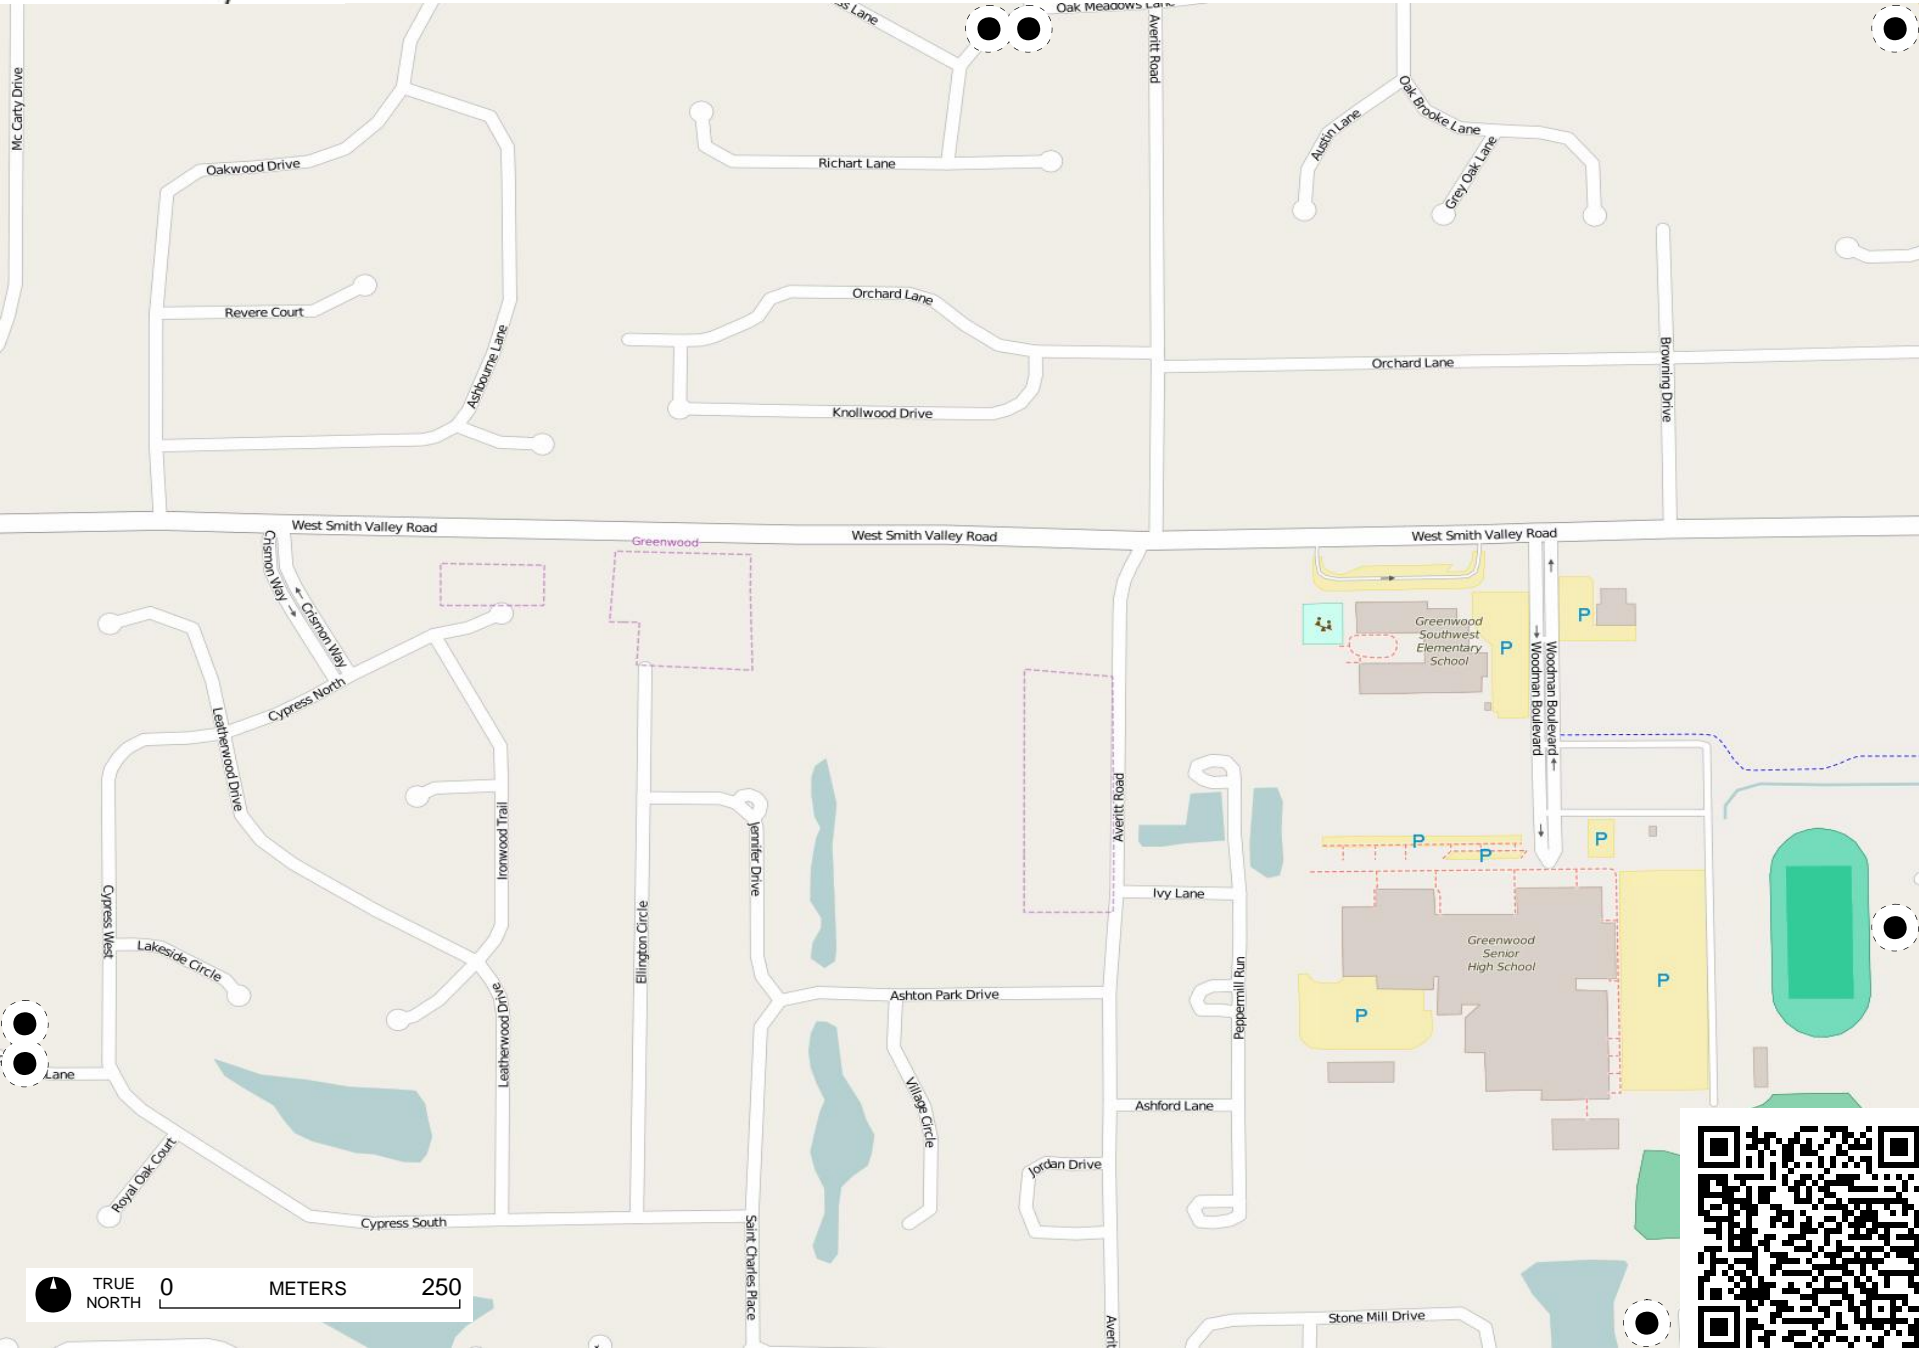 Lane
Oak Meadows Lane
Averitt Road
Mc Carty Drive
Oak Brooke Lane
Austin Lane
Grey Oak Lane
Oakwood Drive
Richart Lane
Revere Court
Orchard Lane
Ashbourne Lane
Orchard Lane
Browning Drive
Knollwood Drive
West Smith Valley Road
West Smith Valley Road
West Smith Valley Road
Greenwood
Crismon Way
Crismon Way
Cypress North
Leatherwood Drive
Greenwood
Southwest
Elementary
School
P
P
Woodman Boulevard
Woodman Boulevard
Ironwood Trail
Jennifer Drive
Averitt Road
P
P
P
Cypress West
Lakeside Circle
Ellington Circle
Ivy Lane
Greenwood
Senior
High School
P
P
Ashton Park Drive
Peppermill Run
Leatherwood Drive
Lane
Village Circle
Ashford Lane
Royal Oak Court
Jordan Drive
Cypress South
Saint Charles Place
TRUE
NORTH
0 METERS 250
Stone Mill Drive
Averit